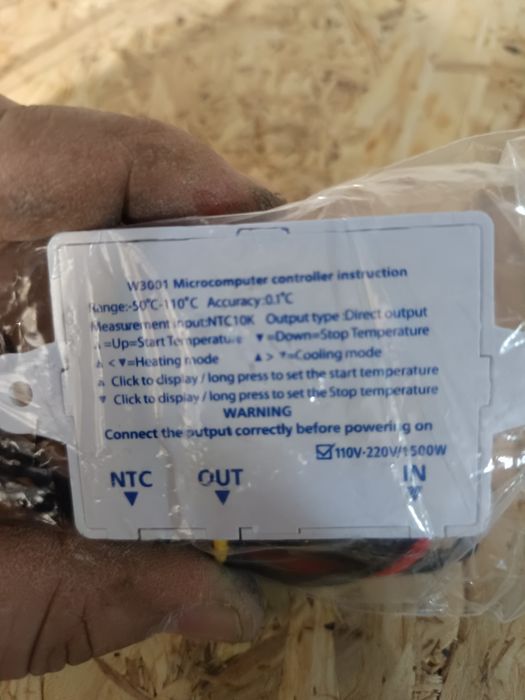 W3001 Microcomputer controller instruction
Range:-50°C-110°C Accuracy:0.1°C
Measurement input:NTC10K Output type:Direct output
▲=Up=Start Temperature ▼=Down=Stop Temperature
▲<▼=Heating mode ▲>▼=Cooling mode
▲ Click to display / long press to set the start temperature
▼ Click to display / long press to set the Stop temperature
WARNING
Connect the output correctly before powering on
☑110V-220V/1500W
NTC OUT IN
▼ ▼ ▼